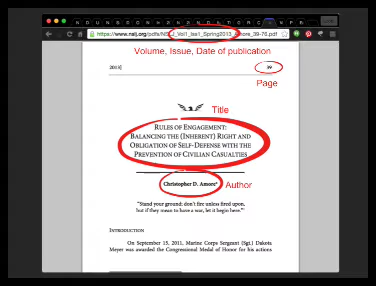 https://www.nslj.org/pdfs/NSLJ_Vol1_Iss1_Spring2013_Amore_39-76.pdf
Volume, Issue, Date of publication
2013]
39
Page
Title
RULES OF ENGAGEMENT:
BALANCING THE (INHERENT) RIGHT AND
OBLIGATION OF SELF-DEFENSE WITH THE
PREVENTION OF CIVILIAN CASUALTIES
Christopher D. Amore*
Author
"Stand your ground; don't fire unless fired upon,
but if they mean to have a war, let it begin here."
INTRODUCTION
On September 15, 2011, Marine Corps Sergeant (Sgt.) Dakota
Meyer was awarded the Congressional Medal of Honor for his actions